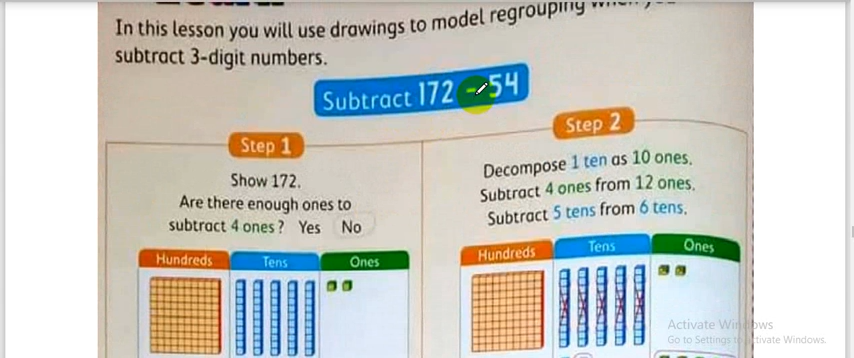 In this lesson you will use drawings to model regrouping when you
subtract 3-digit numbers.
Subtract 172 - 54
Step 1
Show 172.
Are there enough ones to
subtract 4 ones? Yes No
Hundreds Tens Ones
Step 2
Decompose 1 ten as 10 ones.
Subtract 4 ones from 12 ones.
Subtract 5 tens from 6 tens.
Hundreds Tens Ones
Activate Windows
Go to Settings to activate Windows.